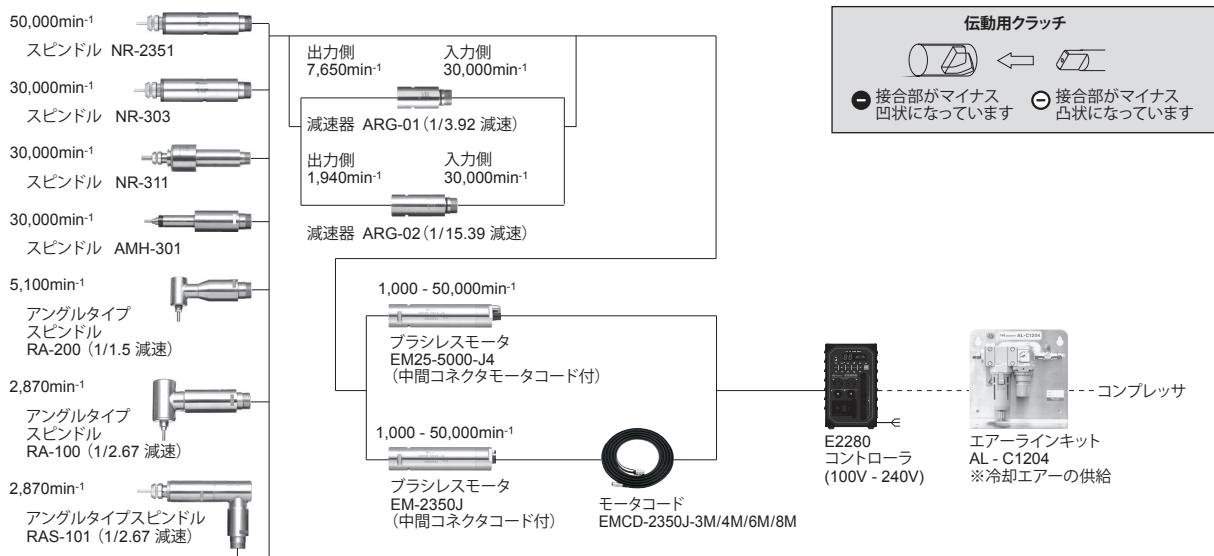 50,000min-1
スピンドル NR-2351
30,000min-1
スピンドル NR-303
30,000min-1
スピンドル NR-311
30,000min-1
スピンドル AMH-301
5,100min-1
アングルタイプ
スピンドル
RA-200 (1/1.5 減速)
2,870min-1
アングルタイプ
スピンドル
RA-100 (1/2.67 減速)
2,870min-1
アングルタイプスピンドル
RAS-101 (1/2.67 減速)
出力側 入力側
7,650min-1 30,000min-1
減速器 ARG-01(1/3.92 減速)
出力側 入力側
1,940min-1 30,000min-1
減速器 ARG-02(1/15.39 減速)
1,000 - 50,000min-1
ブラシレスモータ
EM25-5000-J4
(中間コネクタモータコード付)
1,000 - 50,000min-1
ブラシレスモータ
EM-2350J
(中間コネクタコード付)
モータコード
EMCD-2350J-3M/4M/6M/8M
E2280
コントローラ
(100V - 240V)
AL-C1204
エアーラインキット
AL - C1204
※冷却エアーの供給
コンプレッサ
伝動用クラッチ
接合部がマイナス 接合部がマイナス
凹状になっています 凸状になっています